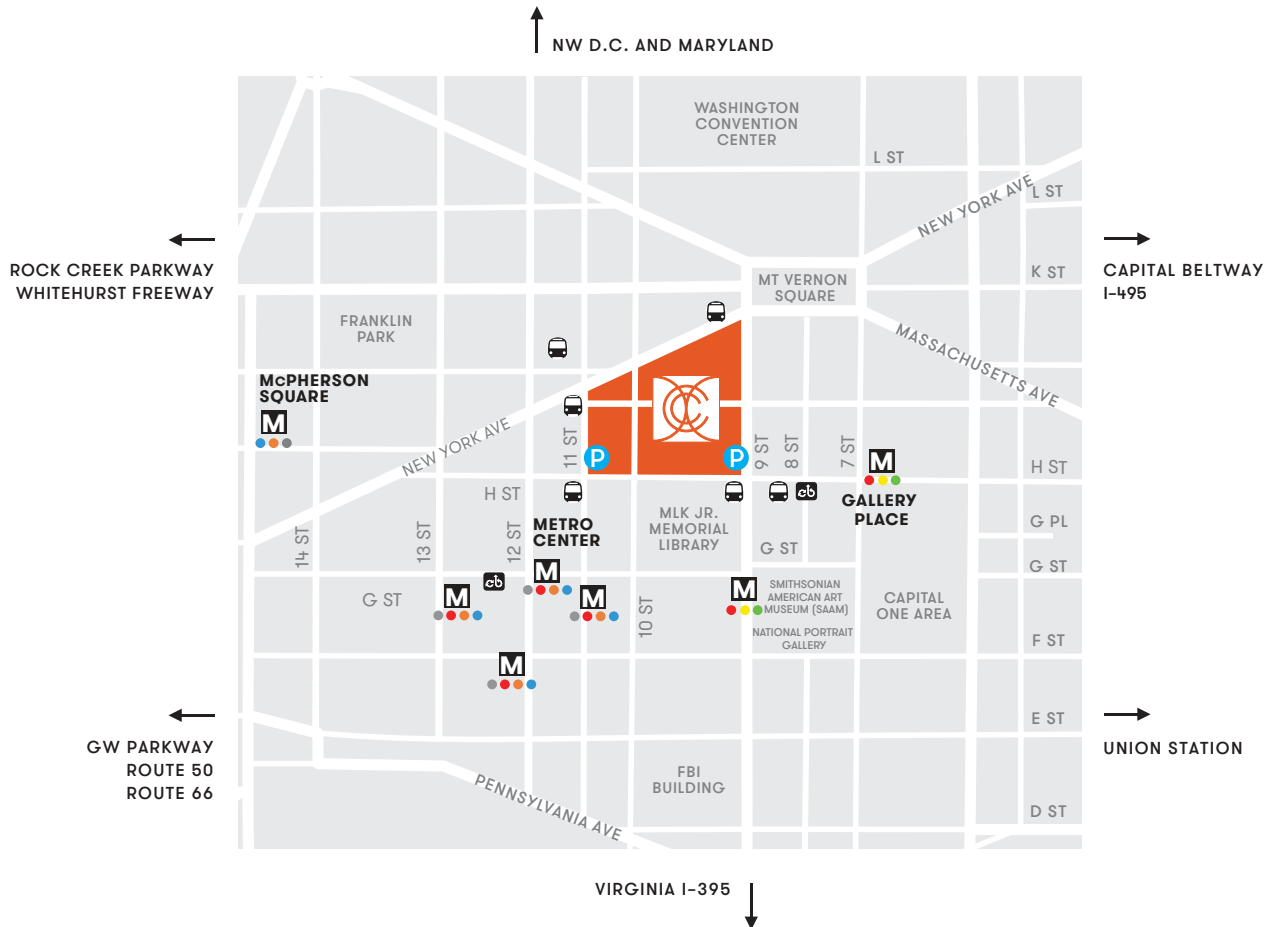 NW D.C. AND MARYLAND
WASHINGTON
CONVENTION
CENTER
L ST
NEW YORK AVE
L ST
ROCK CREEK PARKWAY
WHITEHURST FREEWAY
K ST
CAPITAL BELTWAY
I-495
MT VERNON
SQUARE
FRANKLIN
PARK
MASSACHUSETTS AVE
McPHERSON
SQUARE
M
NEW YORK AVE
11 ST
P
P
9 ST
8 ST
7 ST
M
H ST
GALLERY
PLACE
H ST
cb
MLK JR.
MEMORIAL
LIBRARY
METRO
CENTER
14 ST
13 ST
12 ST
G ST
G PL
G ST
cb
M
M
M
G ST
10 ST
M
SMITHSONIAN
AMERICAN ART
MUSEUM (SAAM)
NATIONAL PORTRAIT
GALLERY
CAPITAL
ONE AREA
F ST
M
E ST
GW PARKWAY
ROUTE 50
ROUTE 66
UNION STATION
FBI
BUILDING
PENNSYLVANIA AVE
D ST
VIRGINIA I-395